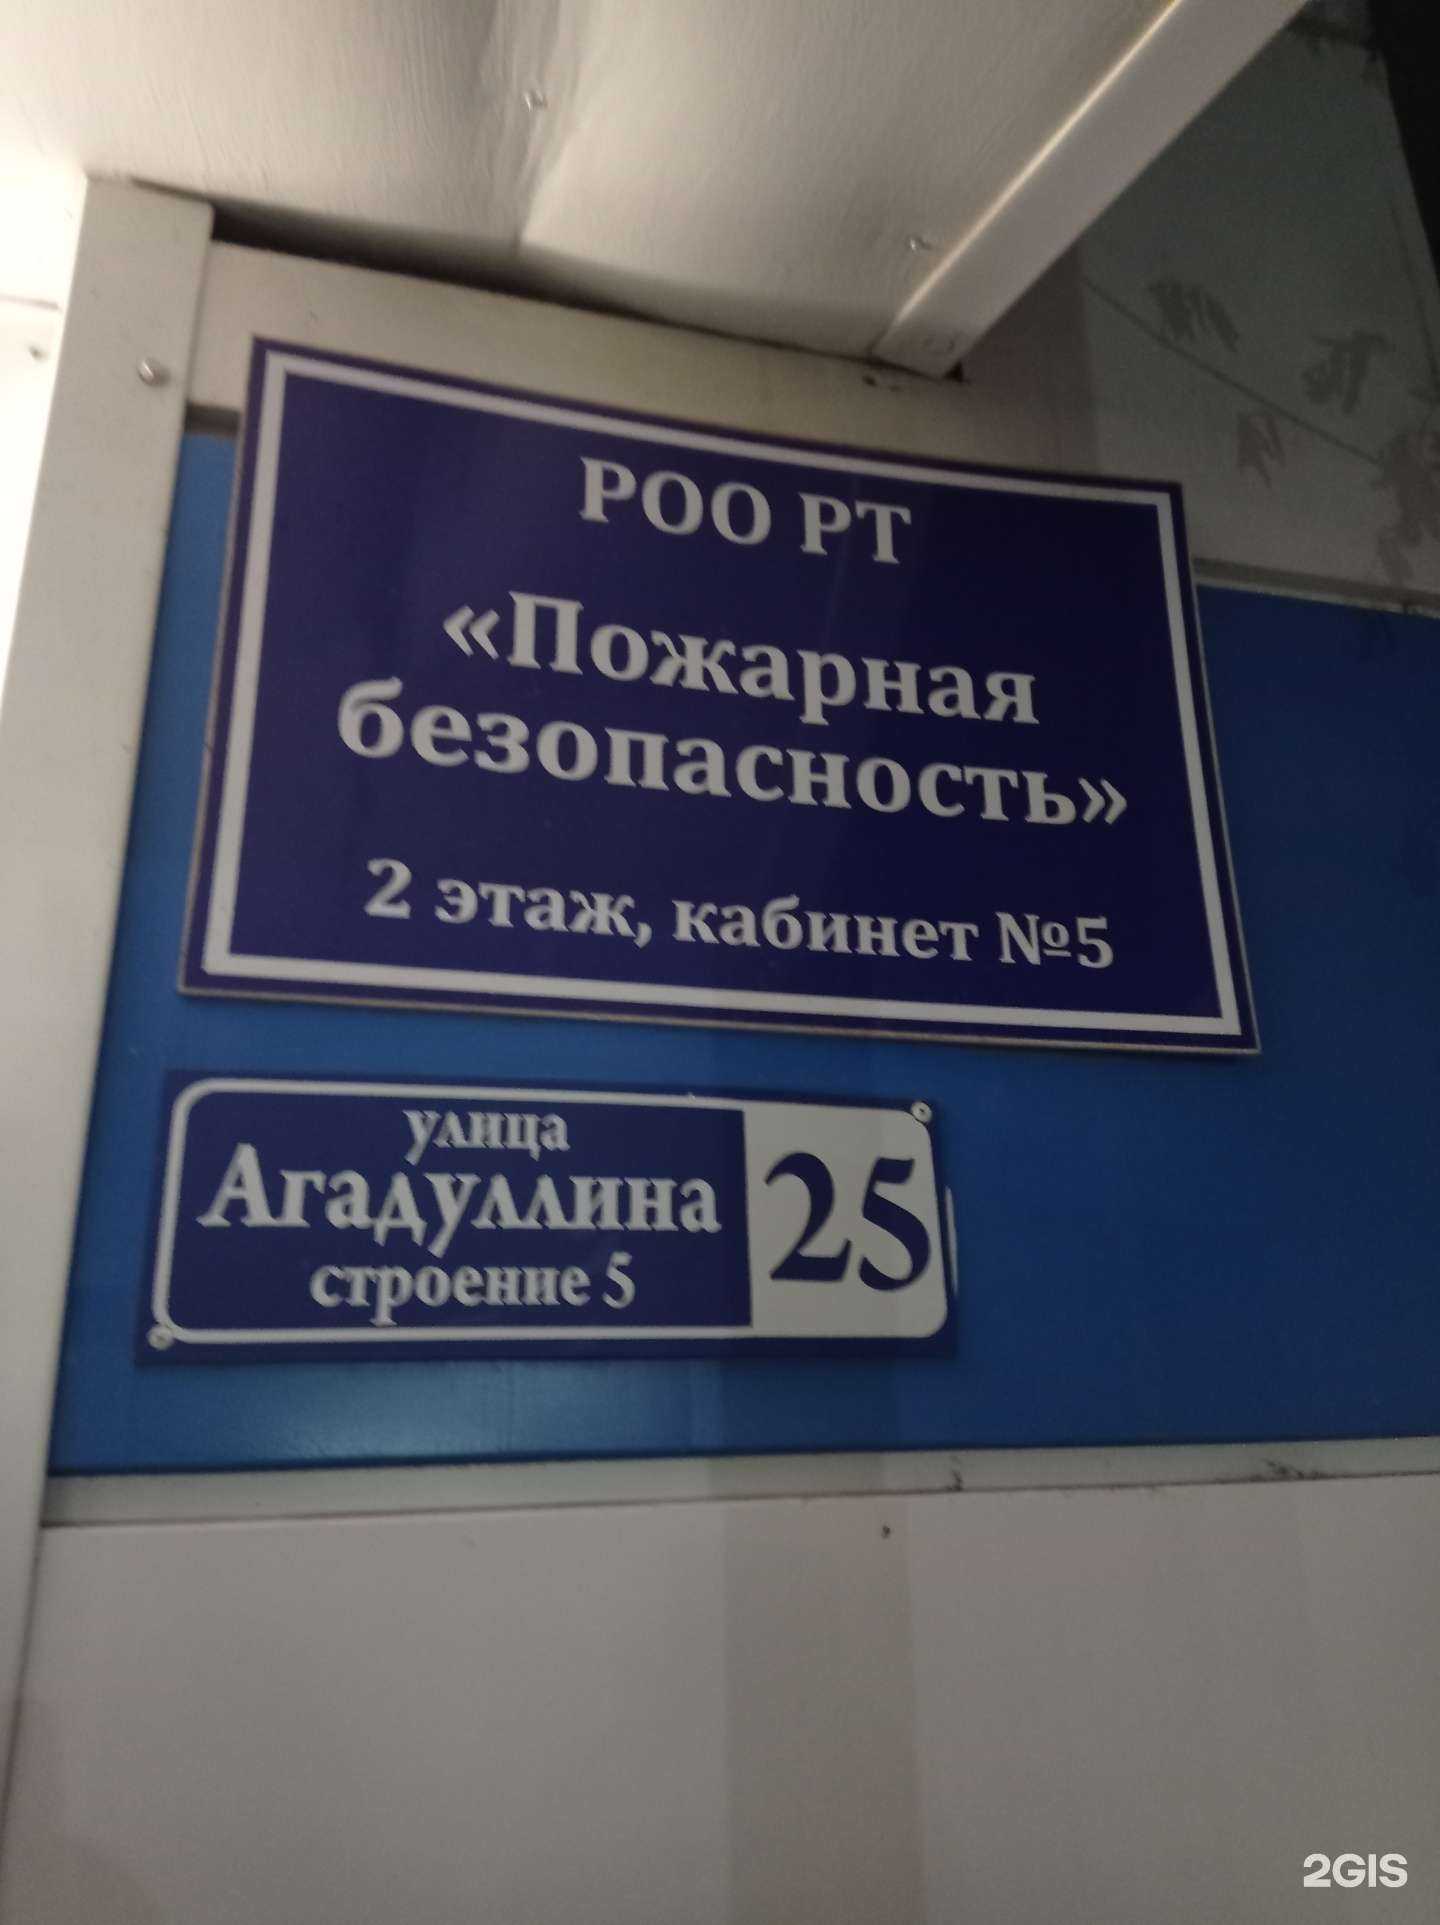 РОО РТ
«Пожарная
безопасность»
2 этаж, кабинет №5
улица
Агадуллина
строение 5
25
2GIS